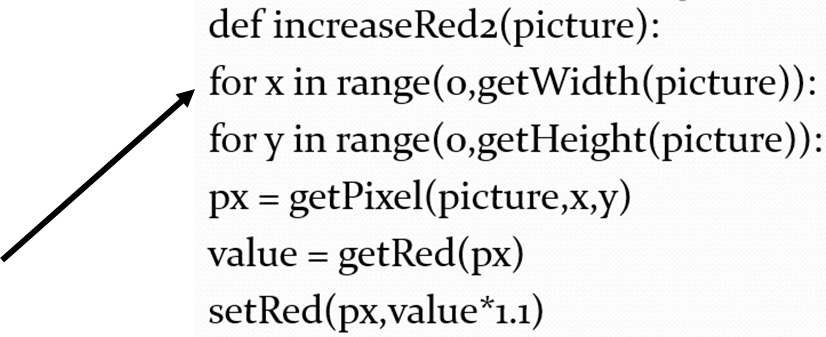 def increaseRed2(picture):
for x in range(0,getWidth(picture)):
for y in range(0,getHeight(picture)):
px = getPixel(picture,x,y)
value = getRed(px)
setRed(px,value*1.1)